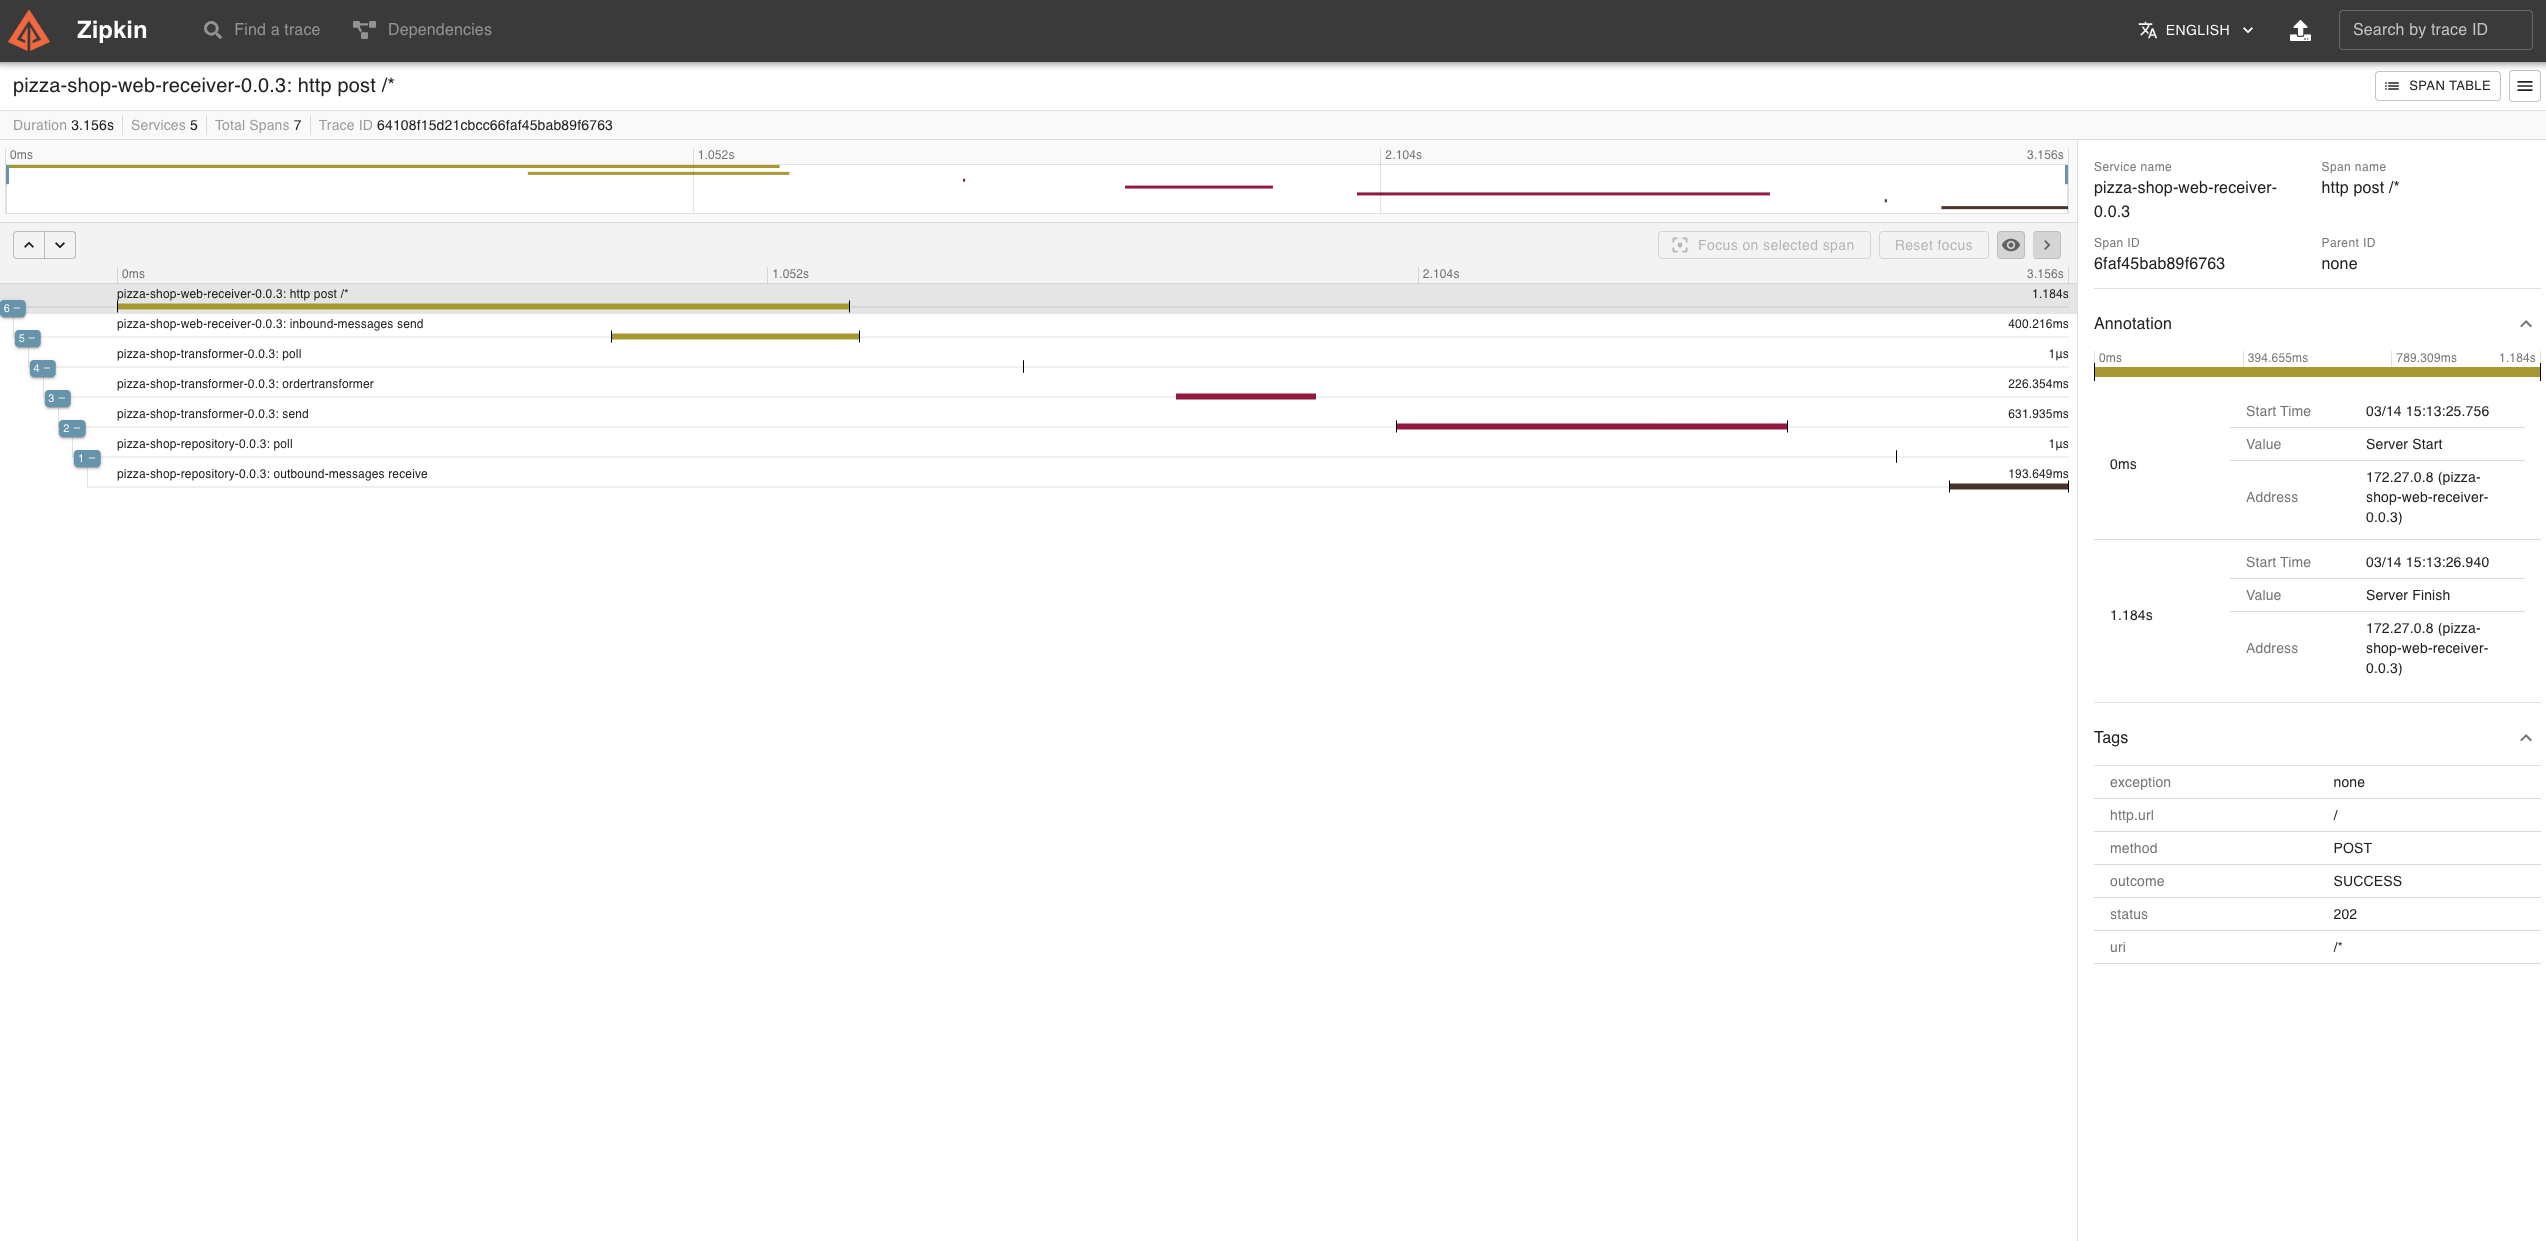 Zipkin
Find a trace
Dependencies
ENGLISH
Search by trace ID
pizza-shop-web-receiver-0.0.3: http post /*
SPAN TABLE
Duration 3.156s
Services 5
Total Spans 7
Trace ID 64108f15d21cbcc66faf45bab89f6763
0ms
1.052s
2.104s
3.156s
Focus on selected span
Reset focus
0ms
1.052s
2.104s
3.156s
pizza-shop-web-receiver-0.0.3: http post /*
1.184s
6 −
pizza-shop-web-receiver-0.0.3: inbound-messages send
400.216ms
5 −
pizza-shop-transformer-0.0.3: poll
1μs
4 −
pizza-shop-transformer-0.0.3: ordertransformer
226.354ms
3 −
pizza-shop-transformer-0.0.3: send
631.935ms
2 −
pizza-shop-repository-0.0.3: poll
1μs
1 −
pizza-shop-repository-0.0.3: outbound-messages receive
193.649ms
Service name
pizza-shop-web-receiver-
0.0.3
Span name
http post /*
Span ID
6faf45bab89f6763
Parent ID
none
Annotation
0ms
394.655ms
789.309ms
1.184s
0ms
Start Time
03/14 15:13:25.756
Value
Server Start
Address
172.27.0.8 (pizza-
shop-web-receiver-
0.0.3)
1.184s
Start Time
03/14 15:13:26.940
Value
Server Finish
Address
172.27.0.8 (pizza-
shop-web-receiver-
0.0.3)
Tags
exception
none
http.url
/
method
POST
outcome
SUCCESS
status
202
uri
/*